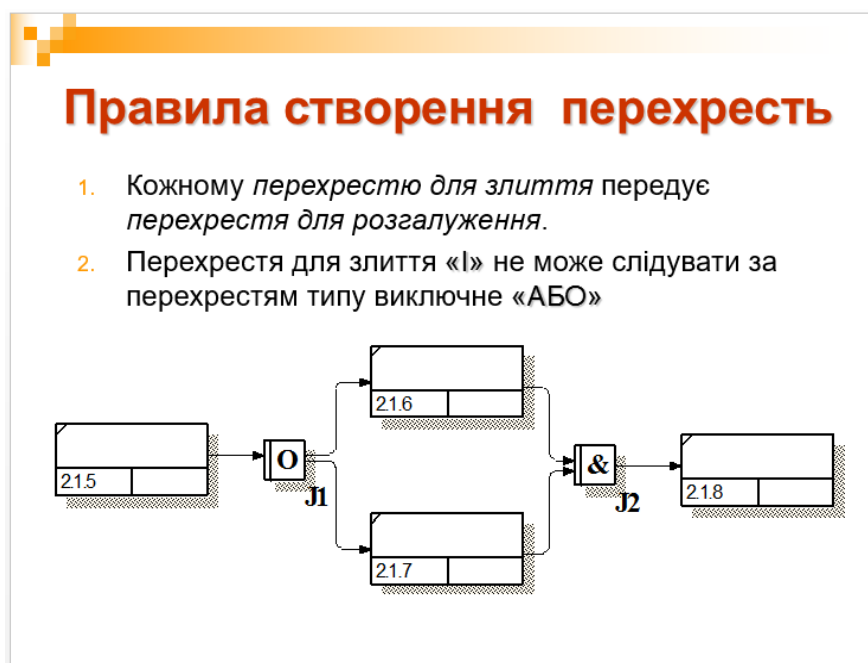 Правила створення перехресть
1. Кожному перехрестю для злиття передує
перехрестя для розгалуження.
2. Перехрестя для злиття «І» не може слідувати за
перехрестям типу виключне «АБО»
2.1.6
2.1.5
O
J1
&
J2
2.1.8
2.1.7